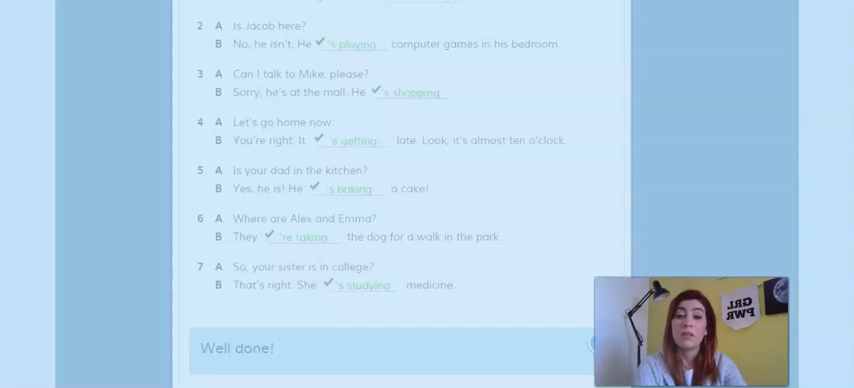 2 A Is Jacob here?
B No, he isn't. He 's playing computer games in his bedroom.
3 A Can I talk to Mike, please?
B Sorry, he's at the mall. He 's shopping .
4 A Let's go home now.
B You're right. It 's getting late. Look, it's almost ten o'clock.
5 A Is your dad in the kitchen?
B Yes, he is! He 's baking a cake!
6 A Where are Alex and Emma?
B They 're taking the dog for a walk in the park.
7 A So, your sister is in college?
B That's right. She 's studying medicine.
Well done!
GRL
PWR